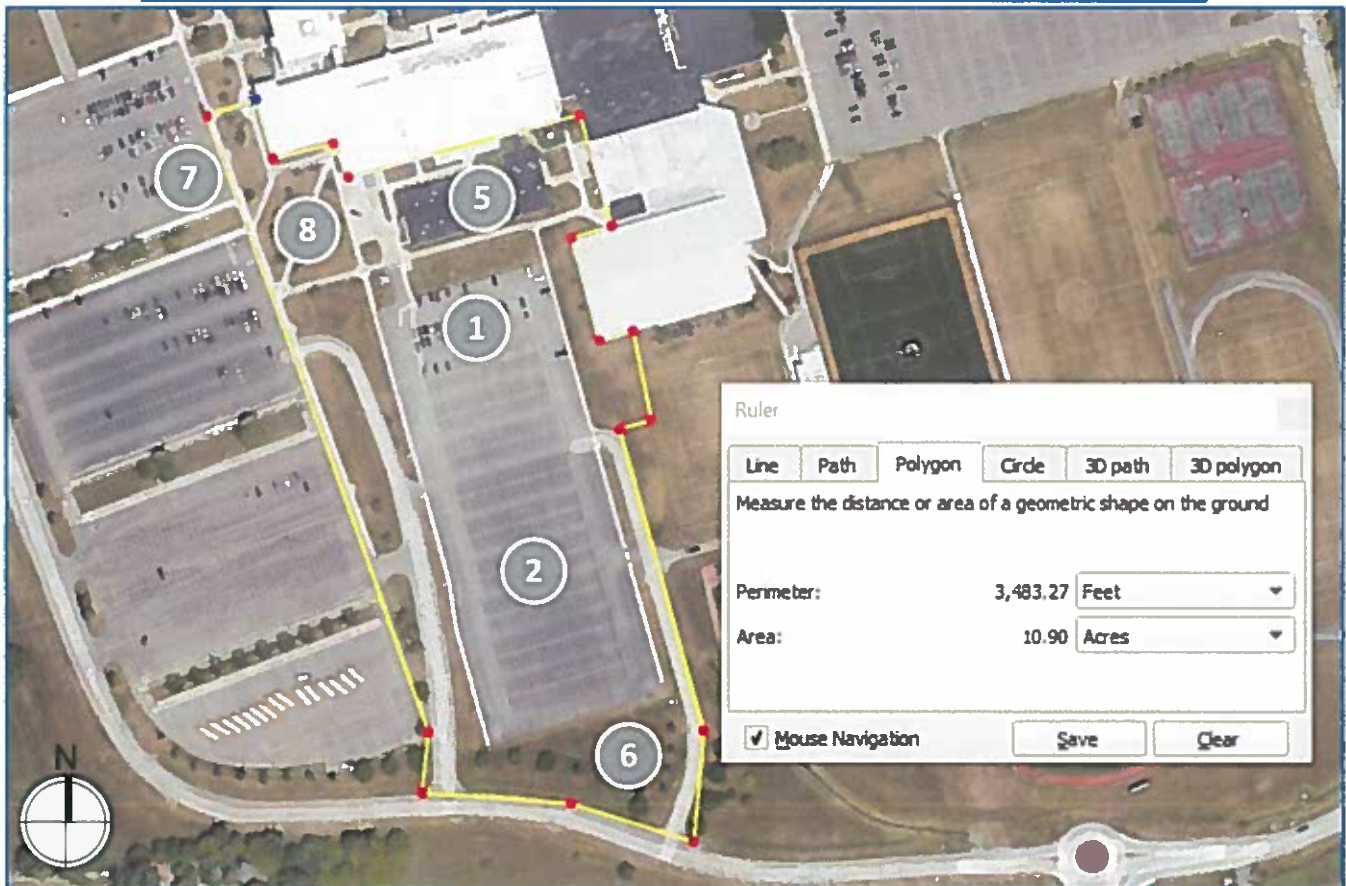 7
8
5
1
2
6
N
Ruler
Line Path Polygon Circle 3D path 3D polygon
Measure the distance or area of a geometric shape on the ground
Perimeter: 3,483.27 Feet
Area: 10.90 Acres
Mouse Navigation Save Clear